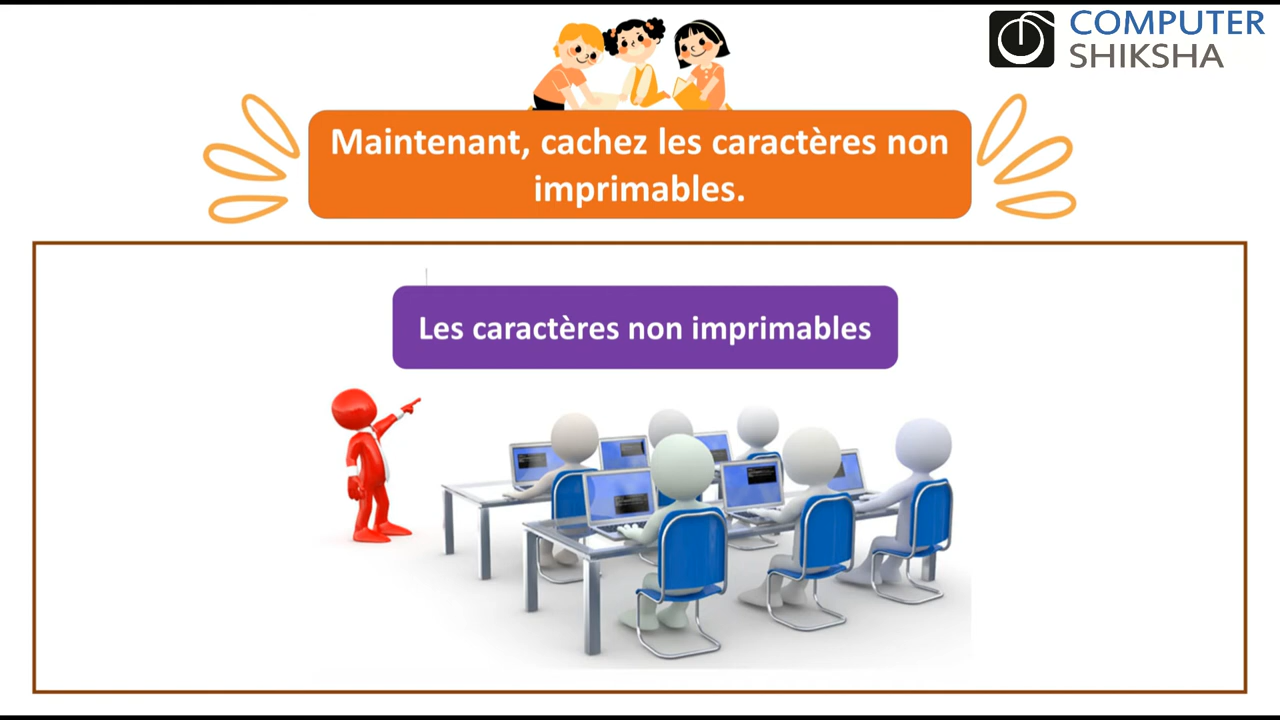 COMPUTER
SHIKSHA
Maintenant, cachez les caractères non
imprimables.
Les caractères non imprimables